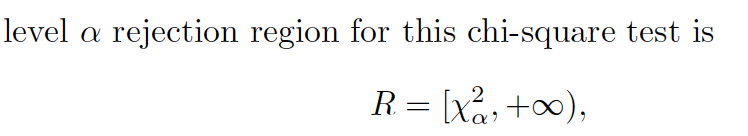 level α rejection region for this chi-square test is
R = [χ²_α, +∞),